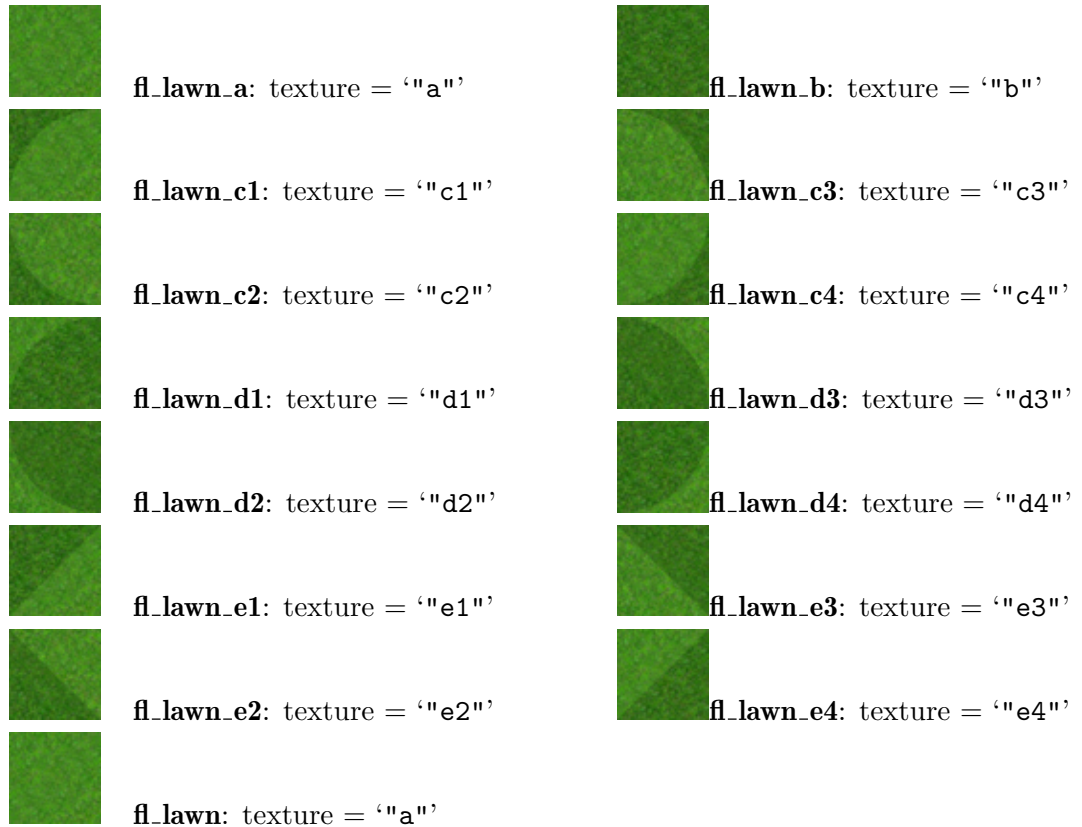 fl_lawn_a: texture = ‘"a"’ fl_lawn_b: texture = ‘"b"’
fl_lawn_c1: texture = ‘"c1"’ fl_lawn_c3: texture = ‘"c3"’
fl_lawn_c2: texture = ‘"c2"’ fl_lawn_c4: texture = ‘"c4"’
fl_lawn_d1: texture = ‘"d1"’ fl_lawn_d3: texture = ‘"d3"’
fl_lawn_d2: texture = ‘"d2"’ fl_lawn_d4: texture = ‘"d4"’
fl_lawn_e1: texture = ‘"e1"’ fl_lawn_e3: texture = ‘"e3"’
fl_lawn_e2: texture = ‘"e2"’ fl_lawn_e4: texture = ‘"e4"’
fl_lawn: texture = ‘"a"’